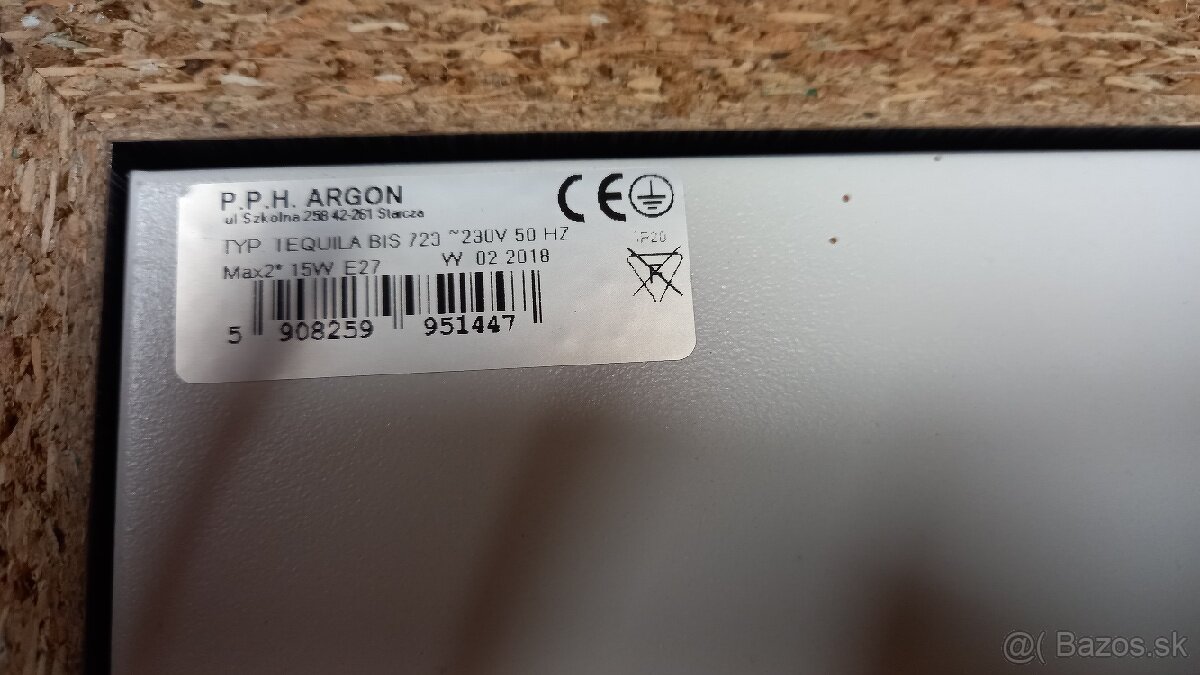 P.P.H. ARGON
ul Szkolna 258 42-261 Starcza
CE
TYP TEQUILA BIS 723 ~230V 50 HZ
IP20
Max2* 15W E27 W 02 2018
F
5 908259 951447
@( Bazos.sk